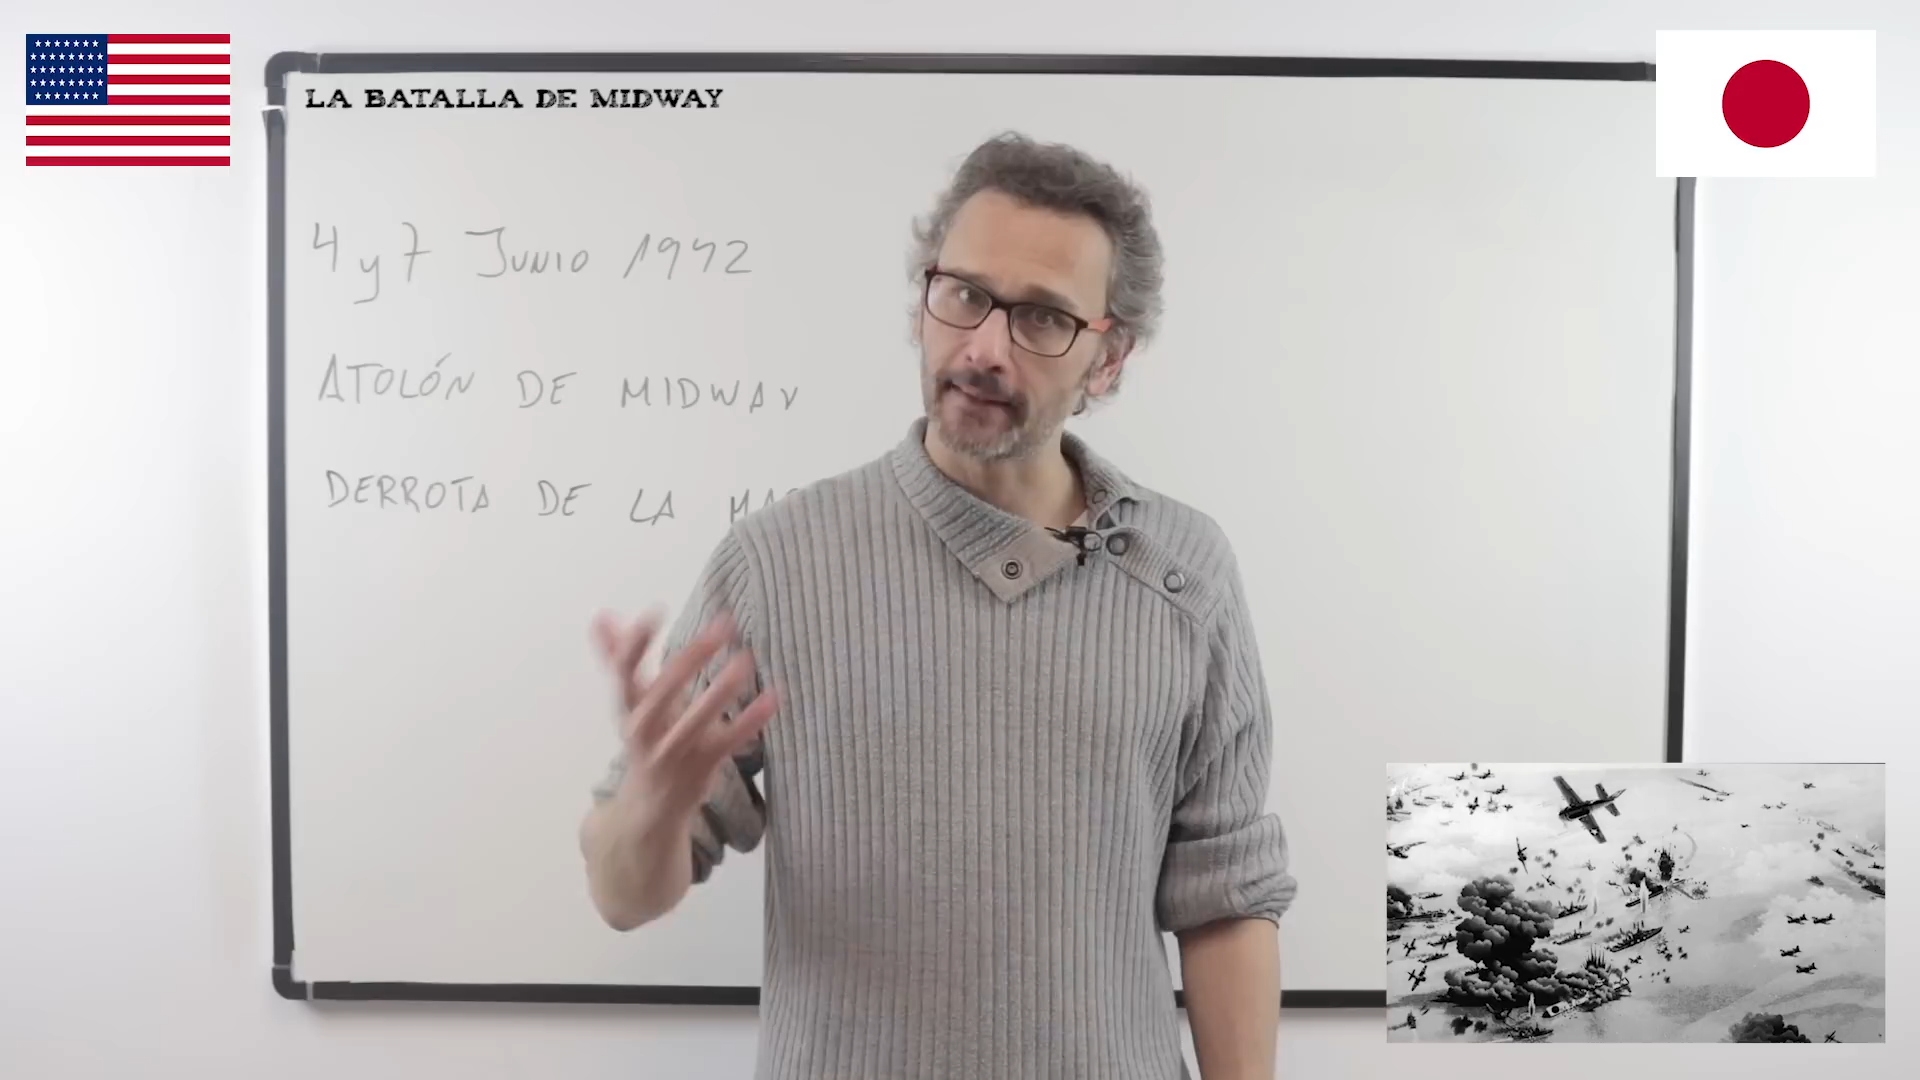 LA BATALLA DE MIDWAY
4 y 7 JUNIO 1942
ATOLÓN DE MIDWAY
DERROTA DE LA